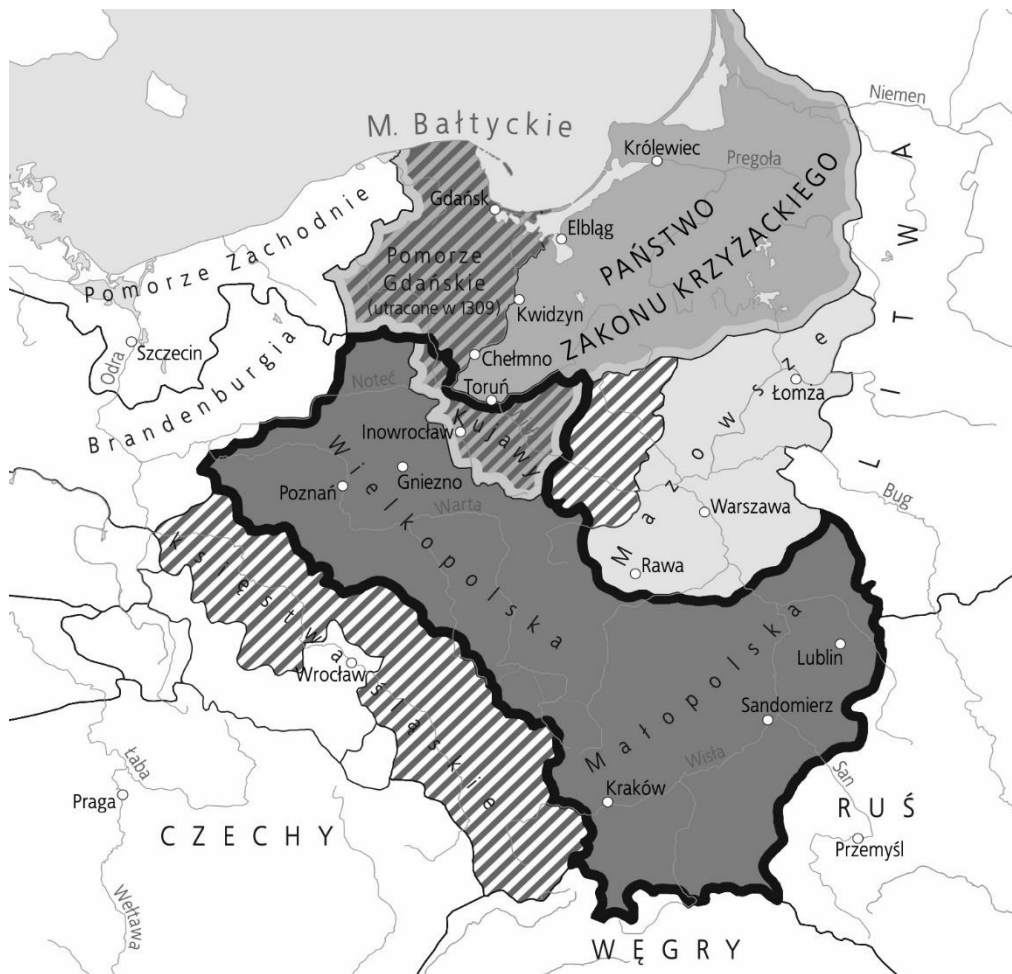 Niemen
M. Bałtyckie
Królewiec
Pregoła
LITWA
Gdańsk
Elbląg
PAŃSTWO
ZAKONU KRZYŻACKIEGO
Pomorze Zachodnie
Pomorze
Gdańskie
(utracone w 1309)
Kwidzyn
Szczecin
Odra
Chełmno
Brandenburgia
Noteć
Toruń
Łomża
Mazowsze
Kujawy
Inowrocław
Wielkopolska
Gniezno
Poznań
Bug
Warta
Warszawa
Rawa
Księstwa śląskie
Wrocław
Małopolska
Lublin
Sandomierz
Wisła
San
Łaba
Praga
Kraków
RUŚ
CZECHY
Przemyśl
Wełtawa
WĘGRY